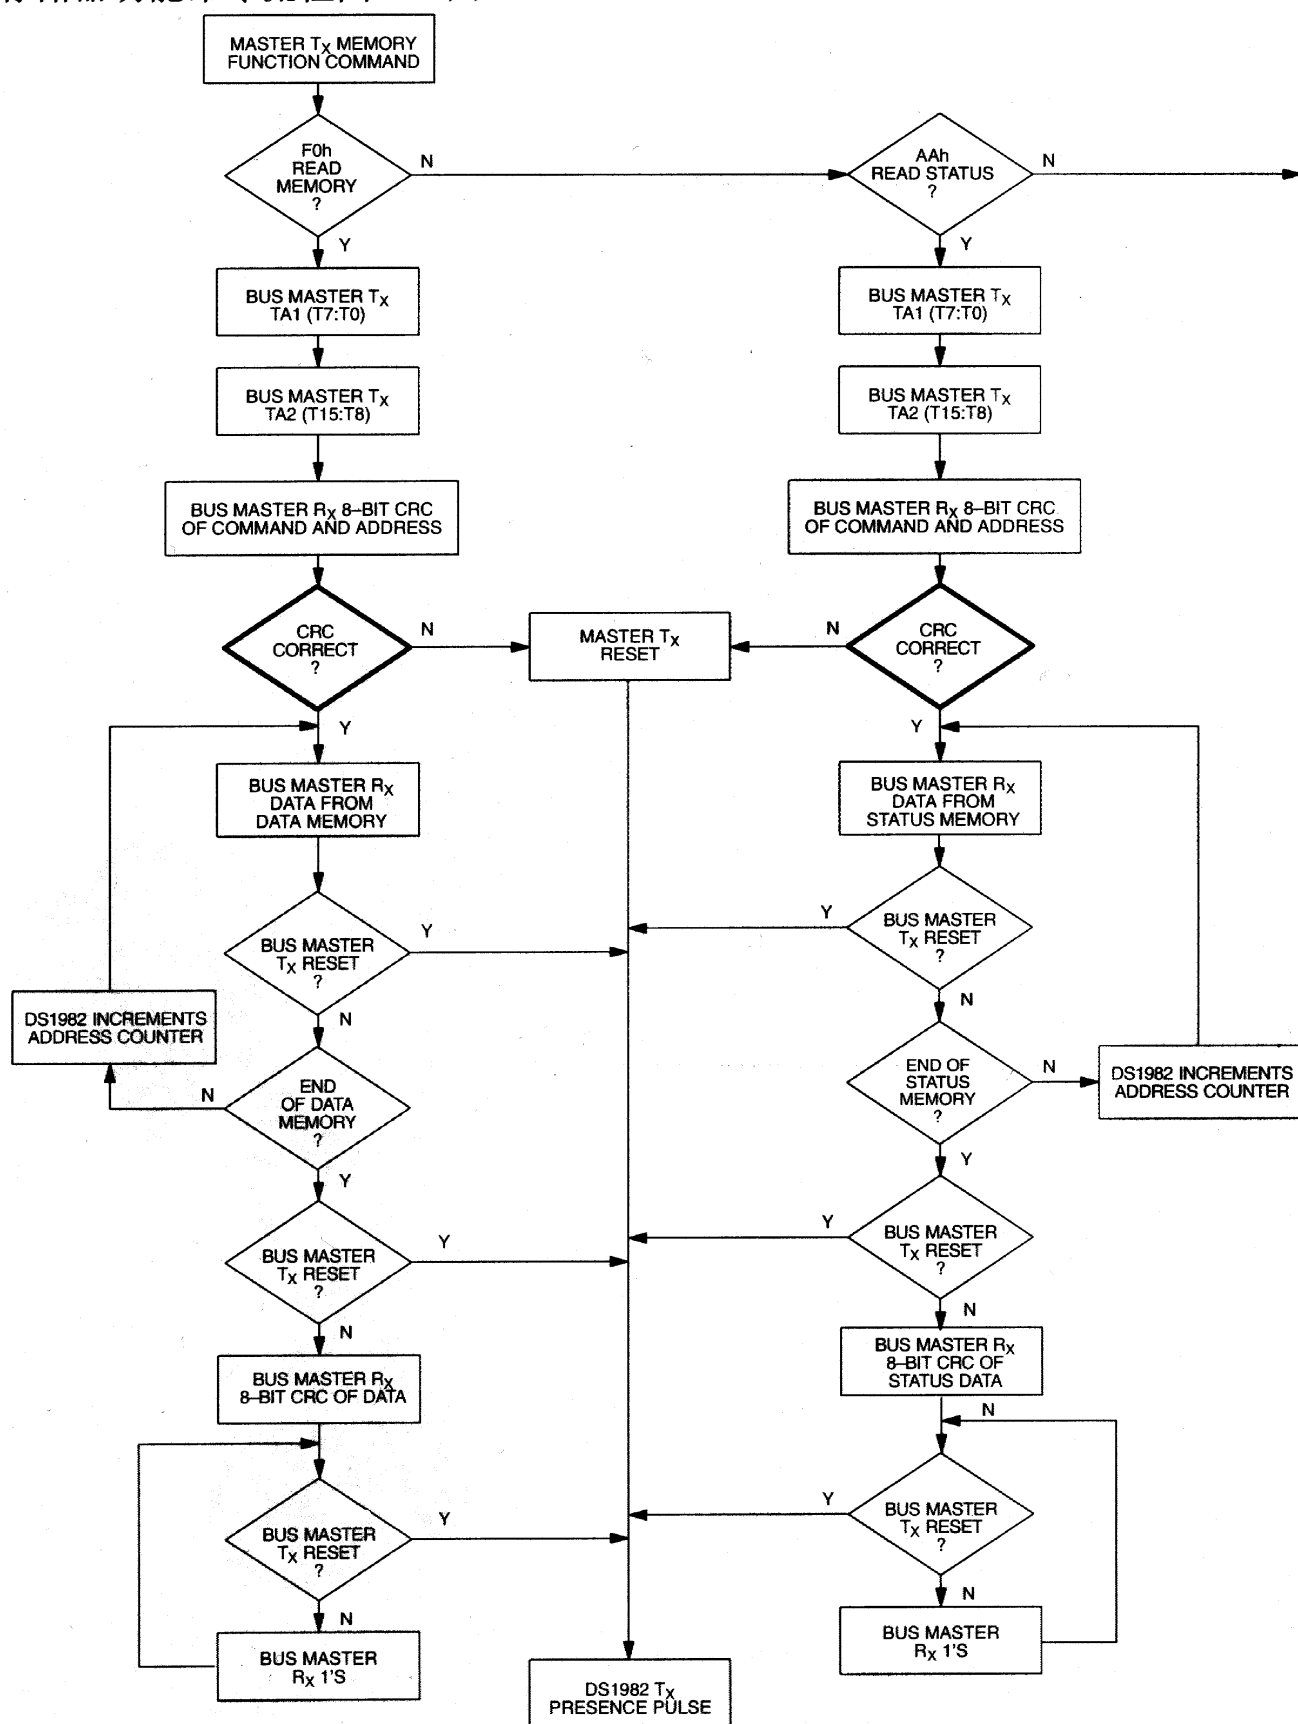 MASTER TX MEMORY
FUNCTION COMMAND
F0h
READ
MEMORY
?
N
Y
AAh
READ STATUS
?
N
Y
BUS MASTER TX
TA1 (T7:T0)
BUS MASTER TX
TA1 (T7:T0)
BUS MASTER TX
TA2 (T15:T8)
BUS MASTER TX
TA2 (T15:T8)
BUS MASTER RX 8–BIT CRC
OF COMMAND AND ADDRESS
BUS MASTER RX 8–BIT CRC
OF COMMAND AND ADDRESS
CRC
CORRECT
?
N
Y
MASTER TX
RESET
N
CRC
CORRECT
?
Y
BUS MASTER RX
DATA FROM
DATA MEMORY
BUS MASTER RX
DATA FROM
STATUS MEMORY
BUS MASTER
TX RESET
?
Y
N
Y
BUS MASTER
TX RESET
?
N
DS1982 INCREMENTS
ADDRESS COUNTER
N
END
OF DATA
MEMORY
?
Y
END OF
STATUS
MEMORY
?
N
Y
DS1982 INCREMENTS
ADDRESS COUNTER
BUS MASTER
TX RESET
?
Y
N
Y
BUS MASTER
TX RESET
?
N
BUS MASTER RX
8–BIT CRC OF DATA
BUS MASTER RX
8–BIT CRC OF
STATUS DATA
N
BUS MASTER
TX RESET
?
Y
N
Y
BUS MASTER
TX RESET
?
N
BUS MASTER
RX 1'S
BUS MASTER
RX 1'S
DS1982 TX
PRESENCE PULSE